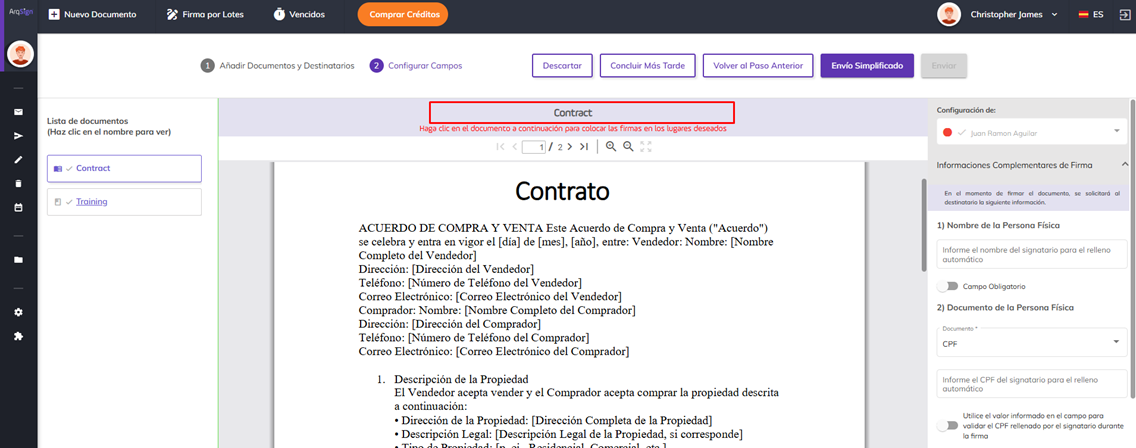 ArqSign
Nuevo Documento
Firma por Lotes
Vencidos
Comprar Créditos
Christopher James
ES
1 Añadir Documentos y Destinatarios
2 Configurar Campos
Descartar
Concluir Más Tarde
Volver al Paso Anterior
Envío Simplificado
Enviar
Lista de documentos
(Haz clic en el nombre para ver)
Contract
Training
Contract
Haga clic en el documento a continuación para colocar las firmas en los lugares deseados
1 / 2
Contrato
ACUERDO DE COMPRA Y VENTA Este Acuerdo de Compra y Venta ("Acuerdo")
se celebra y entra en vigor el [día] de [mes], [año], entre: Vendedor: Nombre: [Nombre
Completo del Vendedor]
Dirección: [Dirección del Vendedor]
Teléfono: [Número de Teléfono del Vendedor]
Correo Electrónico: [Correo Electrónico del Vendedor]
Comprador: Nombre: [Nombre Completo del Comprador]
Dirección: [Dirección del Comprador]
Teléfono: [Número de Teléfono del Comprador]
Correo Electrónico: [Correo Electrónico del Comprador]
1. Descripción de la Propiedad
El Vendedor acepta vender y el Comprador acepta comprar la propiedad descrita
a continuación:
• Dirección de la Propiedad: [Dirección Completa de la Propiedad]
• Descripción Legal: [Descripción Legal de la Propiedad, si corresponde]
• Tipo de Propiedad: [p. ej., Residencial, Comercial, etc.]
Configuración de:
Juan Ramon Aguilar
Informaciones Complementares de Firma
En el momento de firmar el documento, se solicitará al
destinatario la siguiente información.
1) Nombre de la Persona Física
Informe el nombre del signatario para el relleno
automático
Campo Obligatorio
2) Documento de la Persona Física
Documento *
CPF
Informe el CPF del signatario para el relleno
automático
Utilice el valor informado en el campo para
validar el CPF rellenado por el signatario durante
la firma